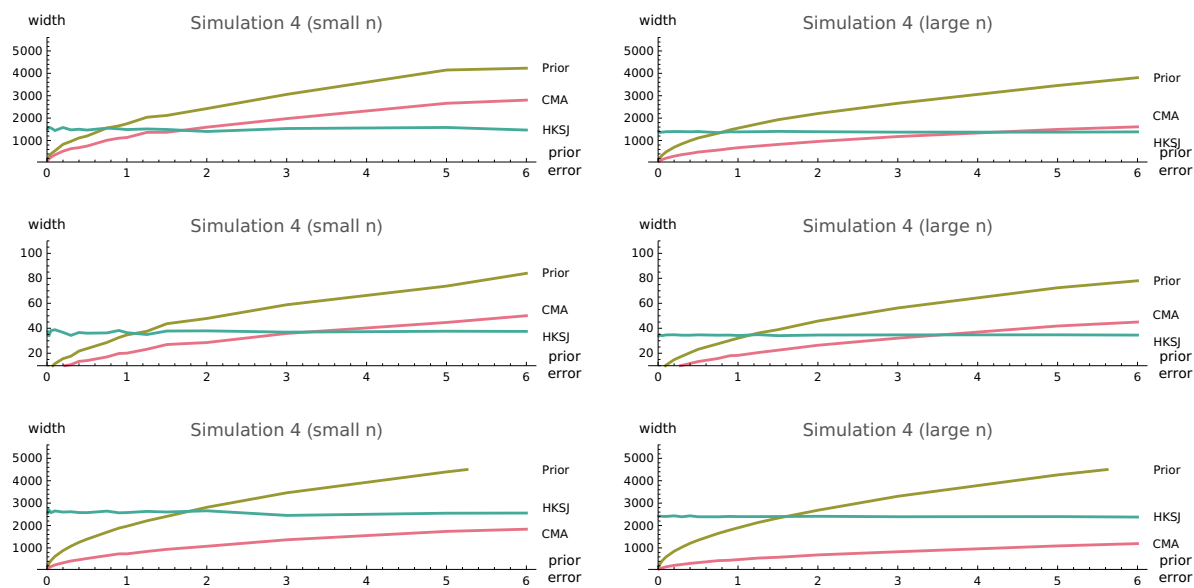 width
Simulation 4 (small n)
5000
4000
3000
2000
1000
Prior
CMA
HKSJ
prior
error
0 1 2 3 4 5 6
width
Simulation 4 (large n)
5000
4000
3000
2000
1000
Prior
CMA
HKSJ
prior
error
0 1 2 3 4 5 6
width
Simulation 4 (small n)
100
80
60
40
20
Prior
CMA
HKSJ
prior
error
0 1 2 3 4 5 6
width
Simulation 4 (large n)
100
80
60
40
20
Prior
CMA
HKSJ
prior
error
0 1 2 3 4 5 6
width
Simulation 4 (small n)
5000
4000
3000
2000
1000
Prior
HKSJ
CMA
prior
error
0 1 2 3 4 5 6
width
Simulation 4 (large n)
5000
4000
3000
2000
1000
Prior
HKSJ
CMA
prior
error
0 1 2 3 4 5 6